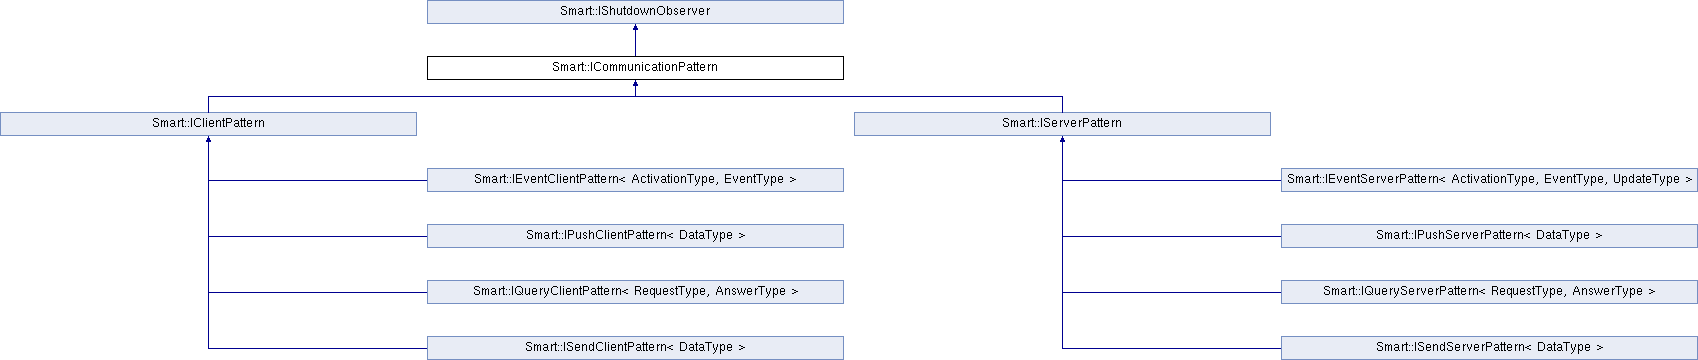 Smart::IShutdownObserver
Smart::ICommunicationPattern
Smart::IClientPattern
Smart::IServerPattern
Smart::IEventClientPattern< ActivationType, EventType >
Smart::IEventServerPattern< ActivationType, EventType, UpdateType >
Smart::IPushClientPattern< DataType >
Smart::IPushServerPattern< DataType >
Smart::IQueryClientPattern< RequestType, AnswerType >
Smart::IQueryServerPattern< RequestType, AnswerType >
Smart::ISendClientPattern< DataType >
Smart::ISendServerPattern< DataType >